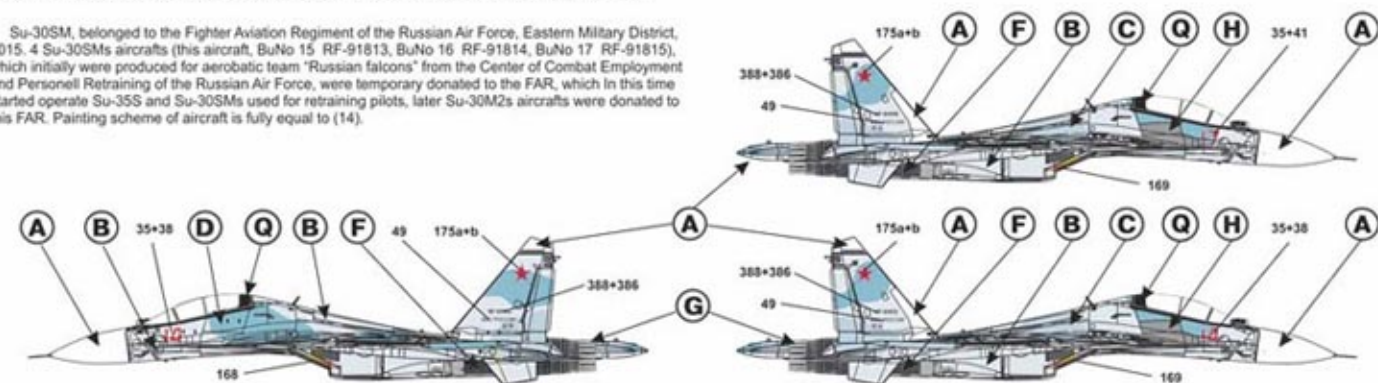 Su-30SM, belonged to the Fighter Aviation Regiment of the Russian Air Force, Eastern Military District,
015. 4 Su-30SMs aircrafts (this aircraft, BuNo 15 RF-91813, BuNo 16 RF-91814, BuNo 17 RF-91815),
hich initially were produced for aerobatic team "Russian falcons" from the Center of Combat Employment
nd Personell Retraining of the Russian Air Force, were temporary donated to the FAR, which In this time
tarted operate Su-35S and Su-30SMs used for retraining pilots, later Su-30M2s aircrafts were donated to
is FAR. Painting scheme of aircraft is fully equal to (14).
175a+b A F B C Q H 35+41 A
388+386
49
169
A B 35+38 D Q B F 49 175a+b
388+386
168
A
G
175a+b A F B C Q H 35+38 A
388+386
49
169
14
14